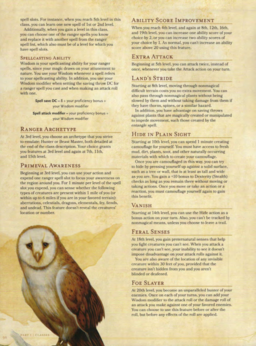 spell slots. For instance, when you reach 5th level in this
class, you can learn one new spell of 1st or 2nd level.
Additionally, when you gain a level in this class,
you can choose one of the ranger spells you know
and replace it with another spell from the ranger
spell list, which also must be of a level for which you
have spell slots.
Spellcasting Ability
Wisdom is your spellcasting ability for your ranger
spells, since your magic draws on your attunement to
nature. You use your Wisdom whenever a spell refers
to your spellcasting ability. In addition, you use your
Wisdom modifier when setting the saving throw DC for
a ranger spell you cast and when making an attack roll
with one.
Spell save DC = 8 + your proficiency bonus +
your Wisdom modifier
Spell attack modifier = your proficiency bonus +
your Wisdom modifier
Ranger Archetype
At 3rd level, you choose an archetype that you strive
to emulate: Hunter or Beast Master, both detailed at
the end of the class description. Your choice grants
you features at 3rd level and again at 7th, 11th,
and 15th level.
Primeval Awareness
Beginning at 3rd level, you can use your action and
expend one ranger spell slot to focus your awareness on
the region around you. For 1 minute per level of the spell
slot you expend, you can sense whether the following
types of creatures are present within 1 mile of you (or
within up to 6 miles if you are in your favored terrain):
aberrations, celestials, dragons, elementals, fey, fiends,
and undead. This feature doesn't reveal the creatures'
location or number.
Ability Score Improvement
When you reach 4th level, and again at 8th, 12th, 16th,
and 19th level, you can increase one ability score of your
choice by 2, or you can increase two ability scores of
your choice by 1. As normal, you can't increase an ability
score above 20 using this feature.
Extra Attack
Beginning at 5th level, you can attack twice, instead of
once, whenever you take the Attack action on your turn.
Land's Stride
Starting at 8th level, moving through nonmagical
difficult terrain costs you no extra movement. You can
also pass through nonmagical plants without being
slowed by them and without taking damage from them if
they have thorns, spines, or a similar hazard.
In addition, you have advantage on saving throws
against plants that are magically created or manipulated
to impede movement, such those created by the
entangle spell.
Hide in Plain Sight
Starting at 10th level, you can spend 1 minute creating
camouflage for yourself. You must have access to fresh
mud, dirt, plants, soot, and other naturally occurring
materials with which to create your camouflage.
Once you are camouflaged in this way, you can try
to hide by pressing yourself up against a solid surface,
such as a tree or wall, that is at least as tall and wide
as you are. You gain a +10 bonus to Dexterity (Stealth)
checks as long as you remain there without moving or
taking actions. Once you move or take an action or a
reaction, you must camouflage yourself again to gain
this benefit.
Vanish
Starting at 14th level, you can use the Hide action as a
bonus action on your turn. Also, you can't be tracked by
nonmagical means, unless you choose to leave a trail.
Feral Senses
At 18th level, you gain preternatural senses that help
you fight creatures you can't see. When you attack a
creature you can't see, your inability to see it doesn't
impose disadvantage on your attack rolls against it.
You are also aware of the location of any invisible
creature within 30 feet of you, provided that the
creature isn't hidden from you and you aren't
blinded or deafened.
Foe Slayer
At 20th level, you become an unparalleled hunter of your
enemies. Once on each of your turns, you can add your
Wisdom modifier to the attack roll or the damage roll of
an attack you make against one of your favored enemies.
You can choose to use this feature before or after the
roll, but before any effects of the roll are applied.